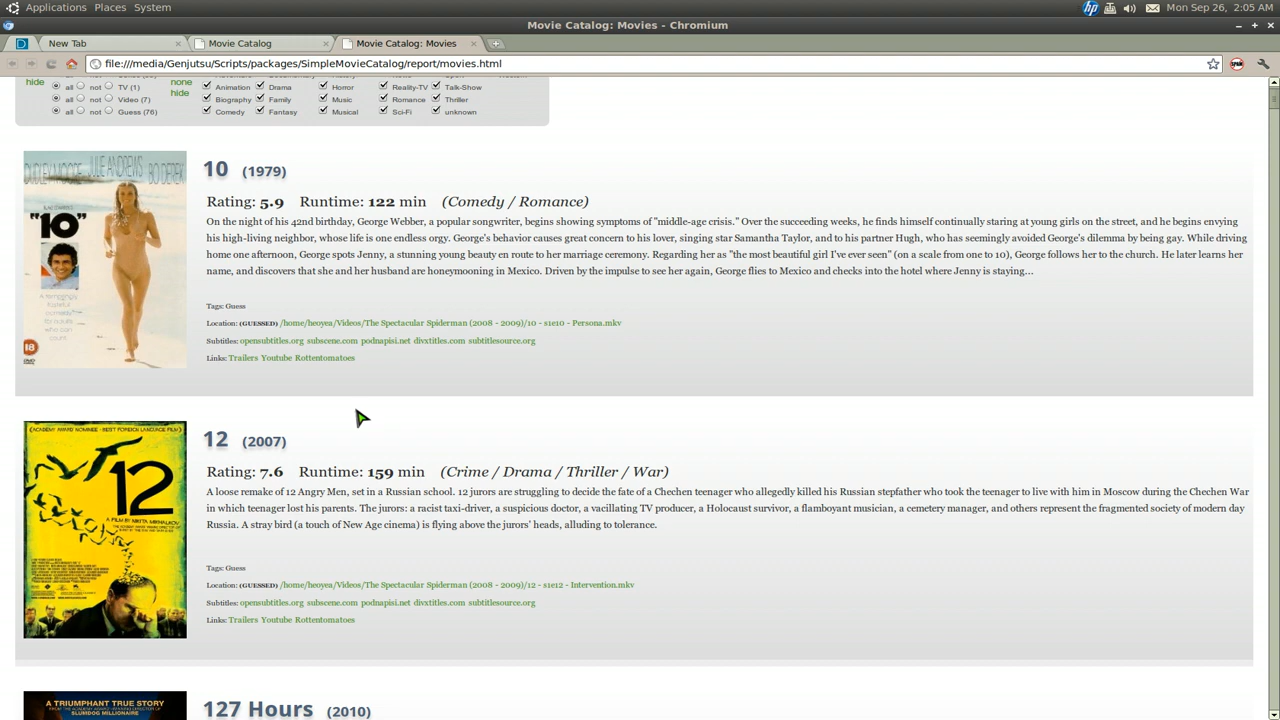 Applications Places System
Mon Sep 26, 2:05 AM
Movie Catalog: Movies - Chromium
New Tab
Movie Catalog
Movie Catalog: Movies
file:///media/Genjutsu/Scripts/packages/SimpleMovieCatalog/report/movies.html
hide
all not TV (1)
all not Video (7)
all not Guess (76)
none
hide
Animation Drama Horror Reality-TV Talk-Show
Biography Family Music Romance Thriller
Comedy Fantasy Musical Sci-Fi unknown
DUDLEY MOORE JULIE ANDREWS BO DEREK
"10"
18
10 (1979)
Rating: 5.9 Runtime: 122 min (Comedy / Romance)
On the night of his 42nd birthday, George Webber, a popular songwriter, begins showing symptoms of "middle-age crisis." Over the succeeding weeks, he finds himself continually staring at young girls on the street, and he begins envying
his high-living neighbor, whose life is one endless orgy. George's behavior causes great concern to his lover, singing star Samantha Taylor, and to his partner Hugh, who has seemingly avoided George's dilemma by being gay. While driving
home one afternoon, George spots Jenny, a stunning young beauty en route to her marriage ceremony. Regarding her as "the most beautiful girl I've ever seen" (on a scale from one to 10), George follows her to the church. He later learns her
name, and discovers that she and her husband are honeymooning in Mexico. Driven by the impulse to see her again, George flies to Mexico and checks into the hotel where Jenny is staying...
Tags: Guess
Location: (GUESSED) /home/heoyea/Videos/The Spectacular Spiderman (2008 - 2009)/10 - s1e10 - Persona.mkv
Subtitles: opensubtitles.org subscene.com podnapisi.net divxtitles.com subtitlesource.org
Links: Trailers Youtube Rottentomatoes
12
A FILM BY NIKITA MIKHALKOV
12 (2007)
Rating: 7.6 Runtime: 159 min (Crime / Drama / Thriller / War)
A loose remake of 12 Angry Men, set in a Russian school. 12 jurors are struggling to decide the fate of a Chechen teenager who allegedly killed his Russian stepfather who took the teenager to live with him in Moscow during the Chechen War
in which teenager lost his parents. The jurors: a racist taxi-driver, a suspicious doctor, a vacillating TV producer, a Holocaust survivor, a flamboyant musician, a cemetery manager, and others represent the fragmented society of modern day
Russia. A stray bird (a touch of New Age cinema) is flying above the jurors' heads, alluding to tolerance.
Tags: Guess
Location: (GUESSED) /home/heoyea/Videos/The Spectacular Spiderman (2008 - 2009)/12 - s1e12 - Intervention.mkv
Subtitles: opensubtitles.org subscene.com podnapisi.net divxtitles.com subtitlesource.org
Links: Trailers Youtube Rottentomatoes
A TRIUMPHANT TRUE STORY
SLUMDOG MILLIONAIRE
127 Hours (2010)